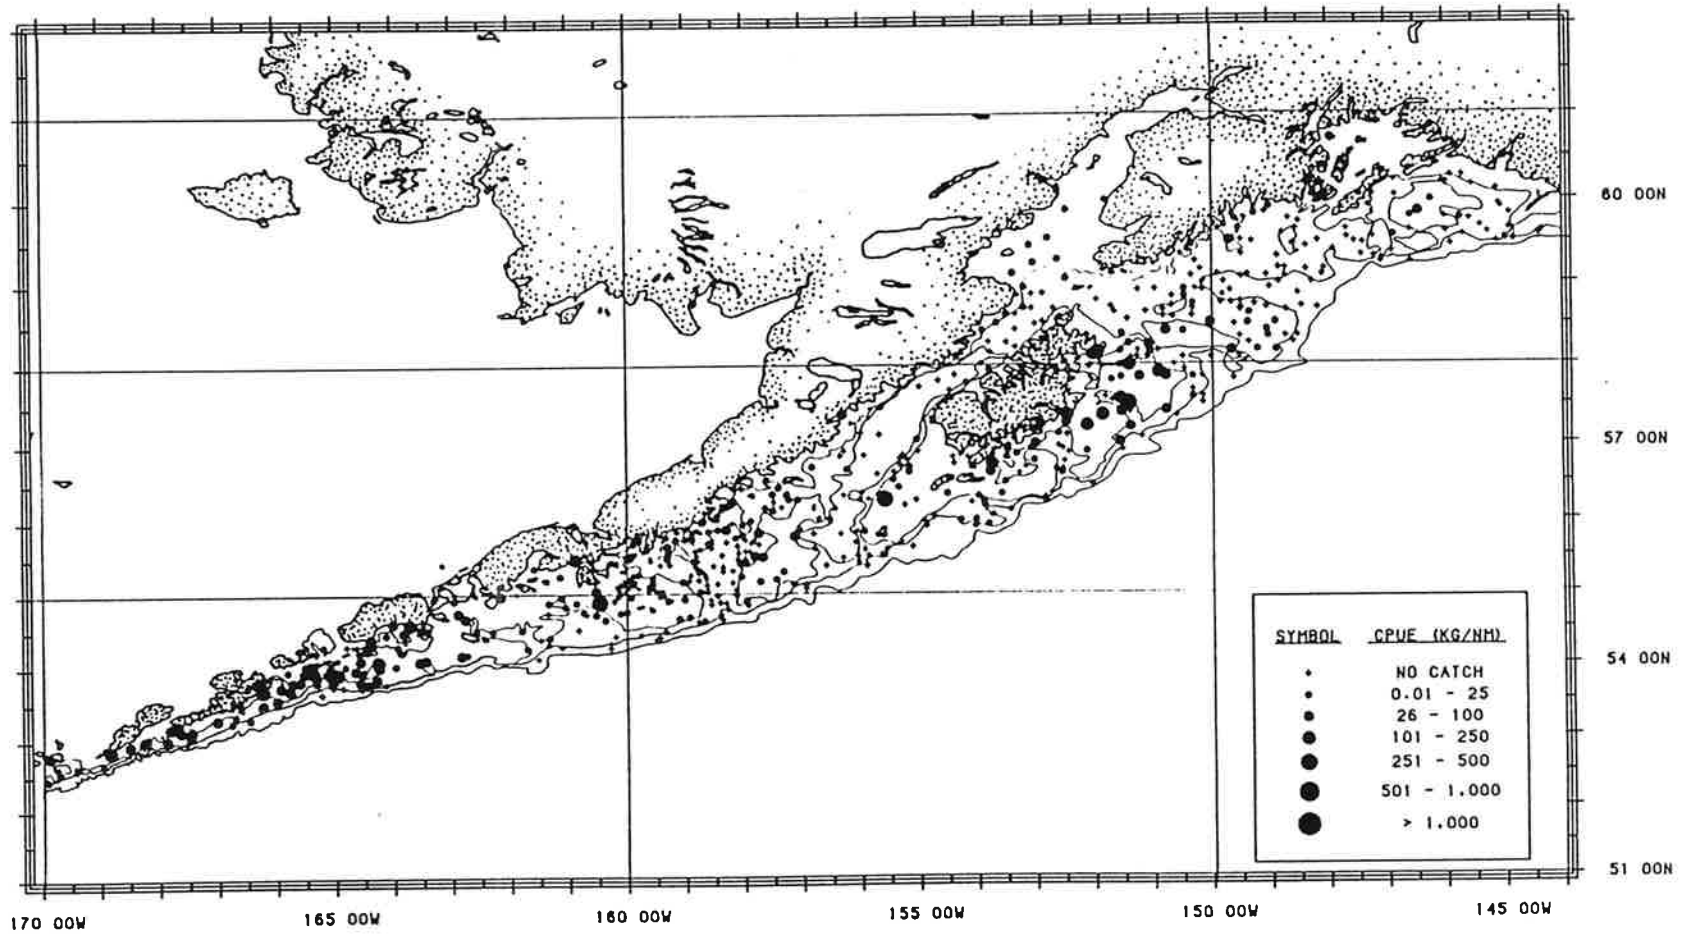 60 00N
57 00N
54 00N
51 00N
SYMBOL CPUE (KG/NM)
NO CATCH
0.01 - 25
26 - 100
101 - 250
251 - 500
501 - 1.000
> 1.000
170 00W 165 00W 160 00W 155 00W 150 00W 145 00W